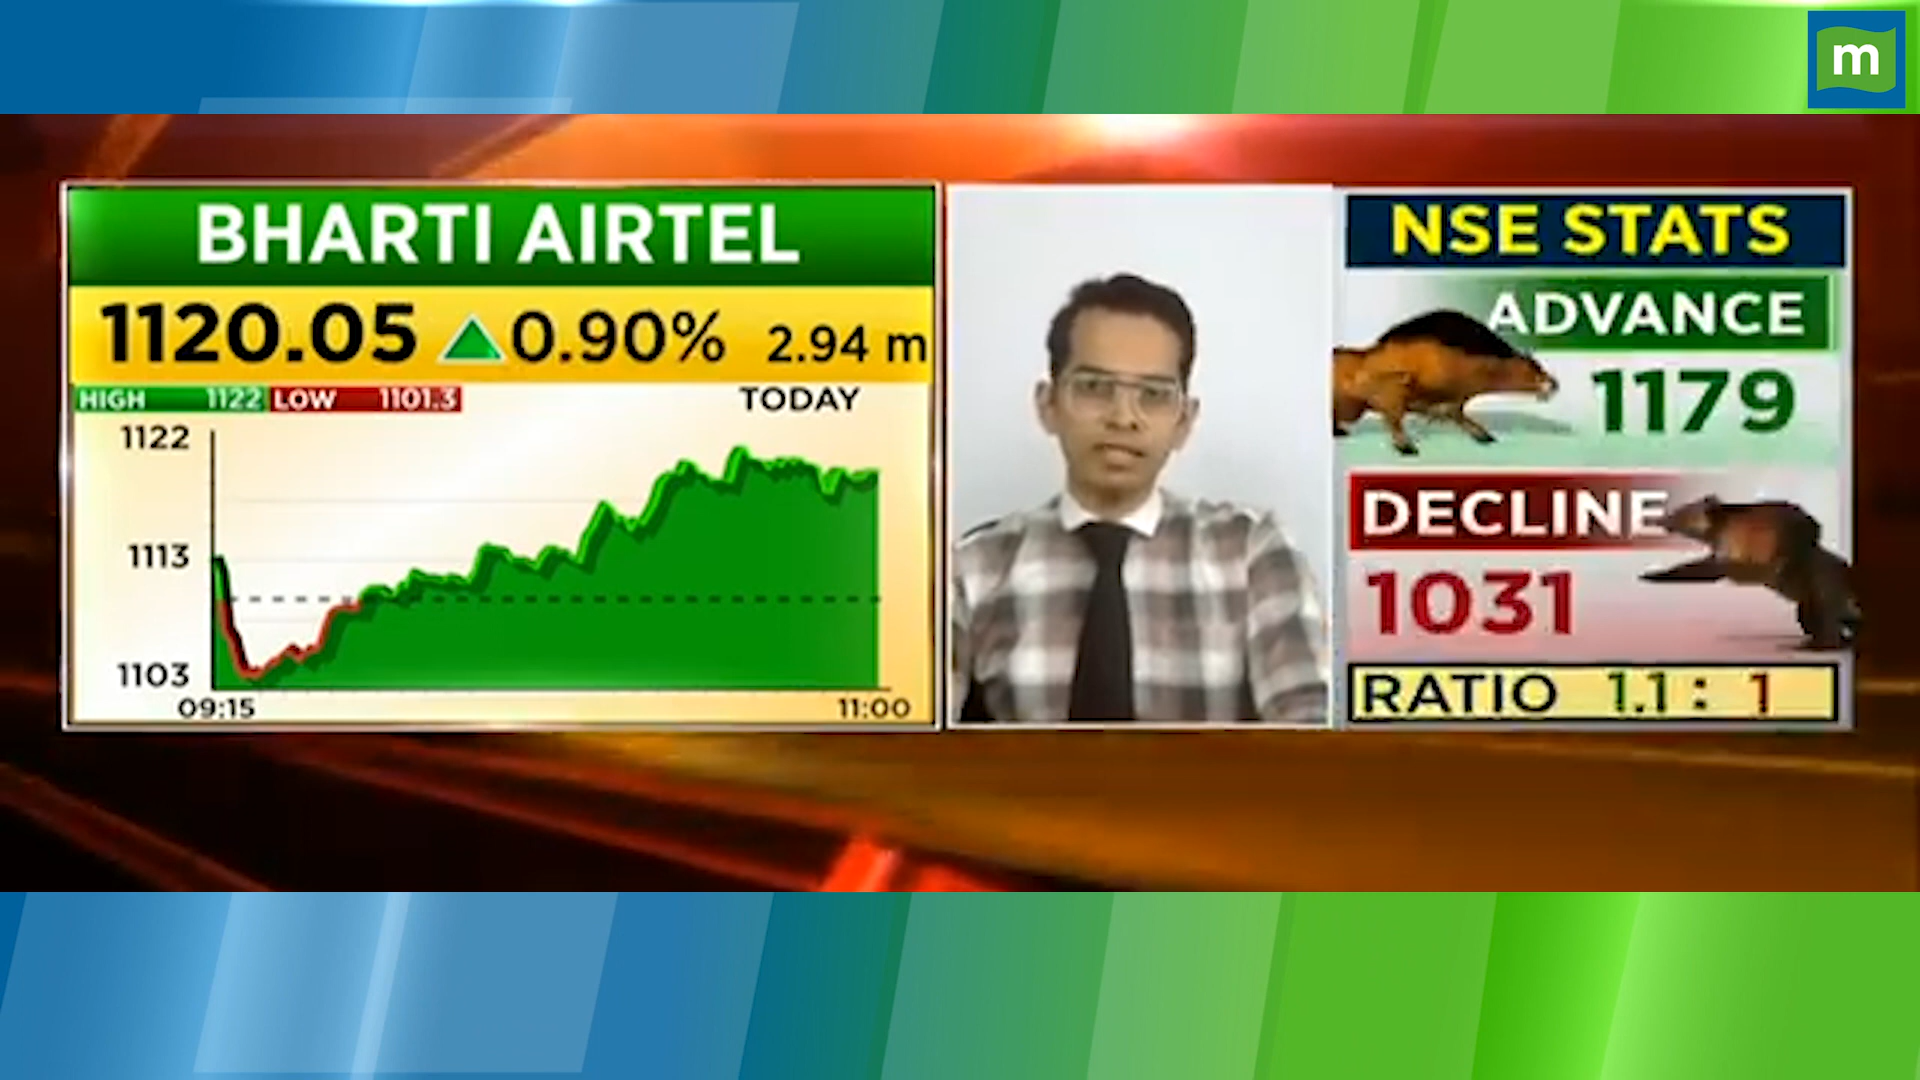 m
BHARTI AIRTEL
1120.05 ▲0.90% 2.94 m
HIGH 1122 LOW 1101.3 TODAY
1122
1113
1103
09:15 11:00
NSE STATS
ADVANCE
1179
DECLINE
1031
RATIO 1.1 : 1